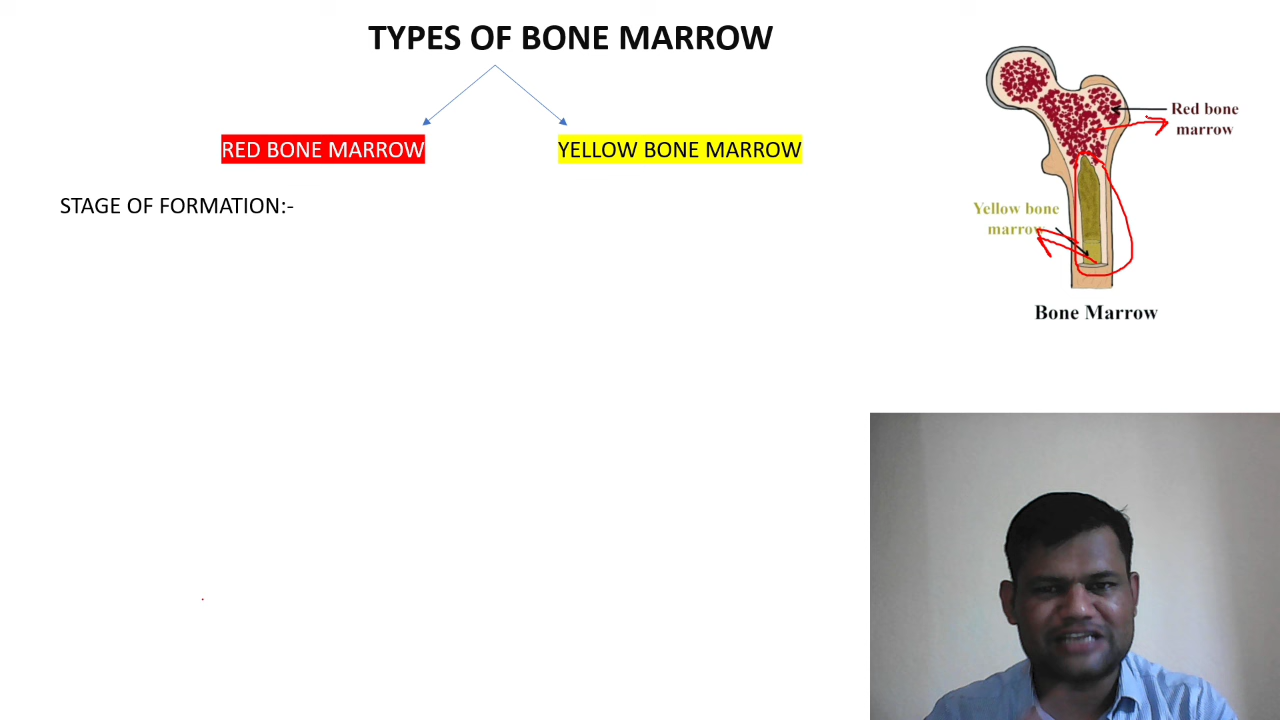 TYPES OF BONE MARROW
RED BONE MARROW
YELLOW BONE MARROW
STAGE OF FORMATION:-
Red bone
marrow
Yellow bone
marrow
Bone Marrow